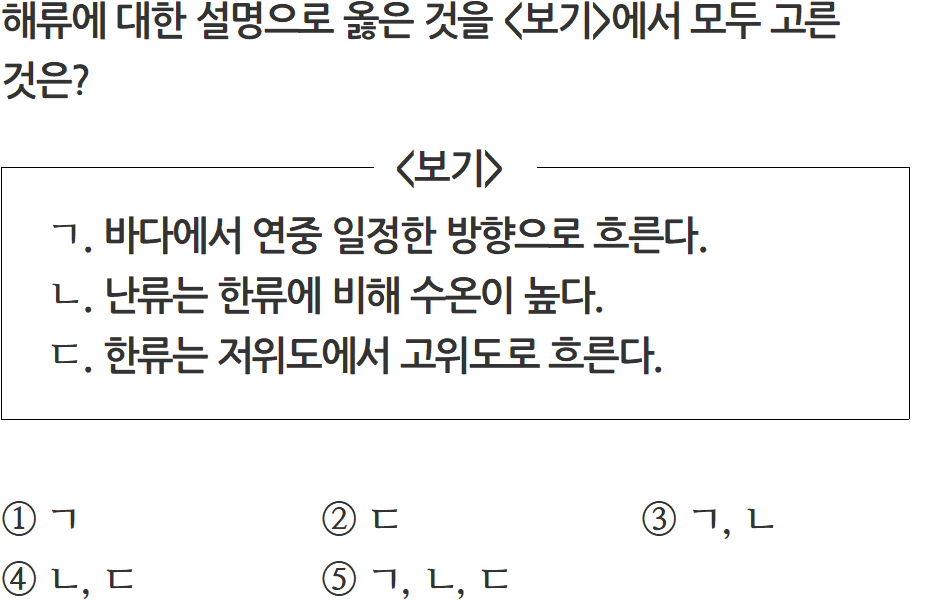 해류에 대한 설명으로 옳은 것을 <보기>에서 모두 고른
것은?
<보기>
ㄱ. 바다에서 연중 일정한 방향으로 흐른다.
ㄴ. 난류는 한류에 비해 수온이 높다.
ㄷ. 한류는 저위도에서 고위도로 흐른다.
① ㄱ ② ㄷ ③ ㄱ, ㄴ
④ ㄴ, ㄷ ⑤ ㄱ, ㄴ, ㄷ